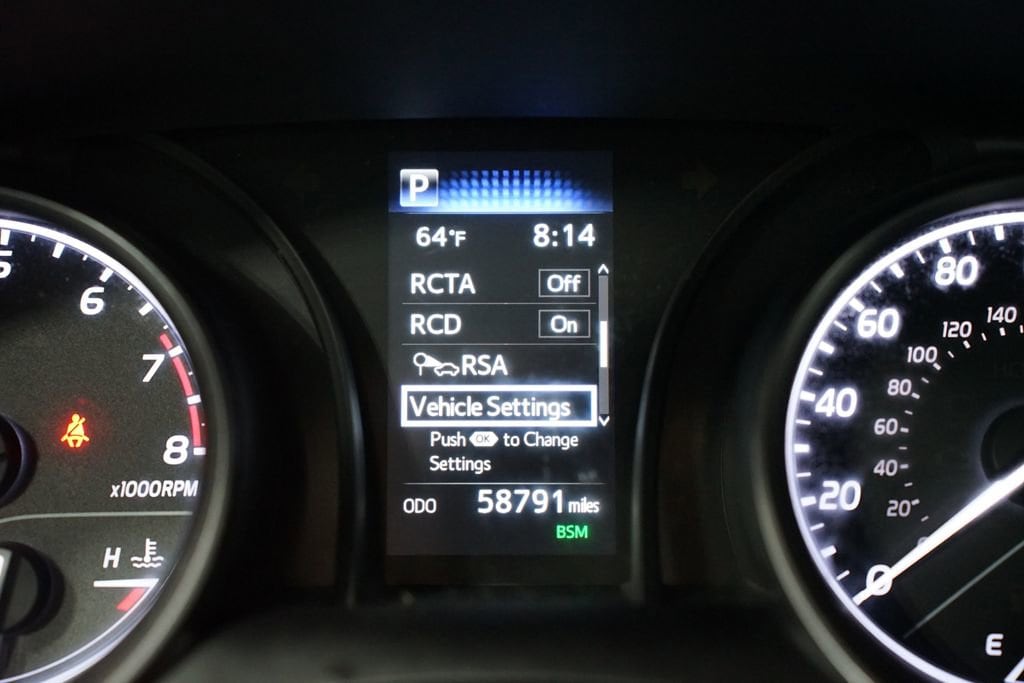 P
64°F 8:14
RCTA Off
RCD On
RSA
Vehicle Settings
Push OK to Change
Settings
ODO 58791 miles
BSM
5
6
7
8
x1000RPM
H
80
60
40
20
0
140
120
100
80
60
40
20
E